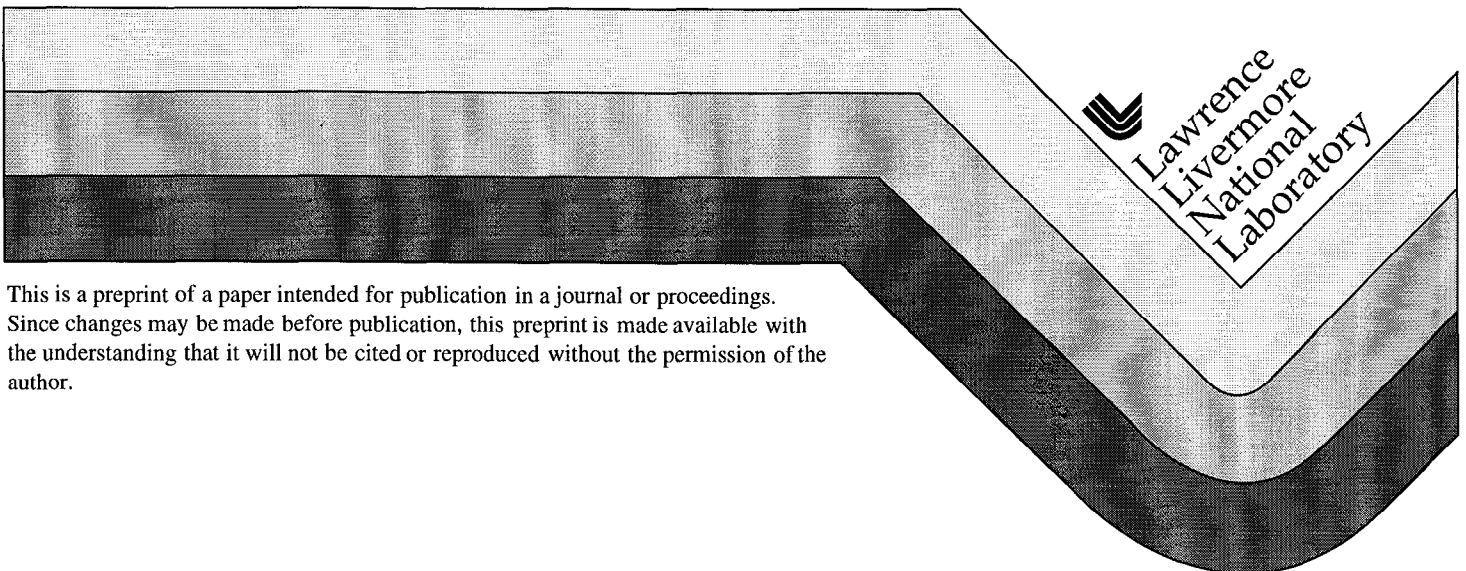 Lawrence
Livermore
National
Laboratory
This is a preprint of a paper intended for publication in a journal or proceedings.
Since changes may be made before publication, this preprint is made available with
the understanding that it will not be cited or reproduced without the permission of the
author.